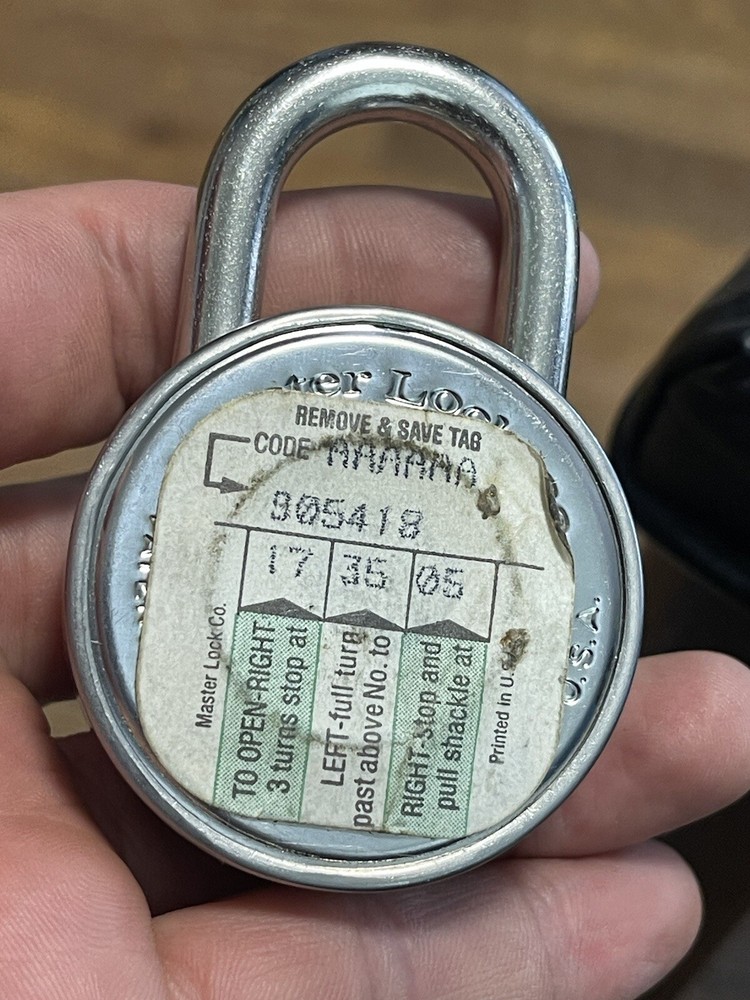 REMOVE & SAVE TAG
CODE AAAAAA
905418
17 35 05
TO OPEN-RIGHT
3 turns stop at
LEFT-full turn
past above No. to
RIGHT-stop and
pull shackle at
Master Lock Co.
Printed in U.S.A.
U.S.A.